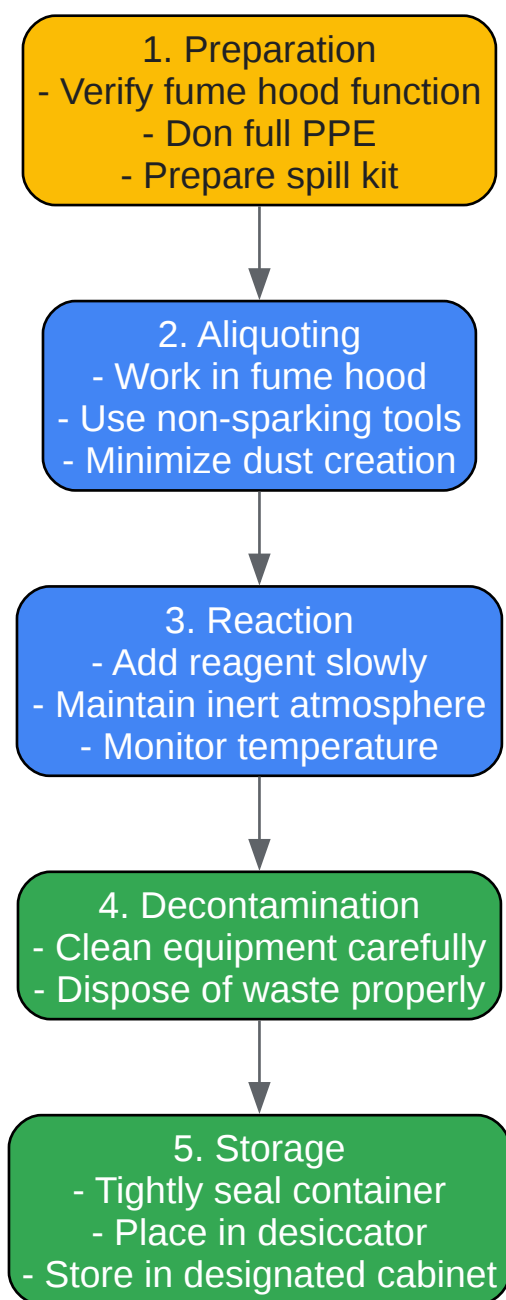 1. Preparation
- Verify fume hood function
- Don full PPE
- Prepare spill kit
2. Aliquoting
- Work in fume hood
- Use non-sparking tools
- Minimize dust creation
3. Reaction
- Add reagent slowly
- Maintain inert atmosphere
- Monitor temperature
4. Decontamination
- Clean equipment carefully
- Dispose of waste properly
5. Storage
- Tightly seal container
- Place in desiccator
- Store in designated cabinet